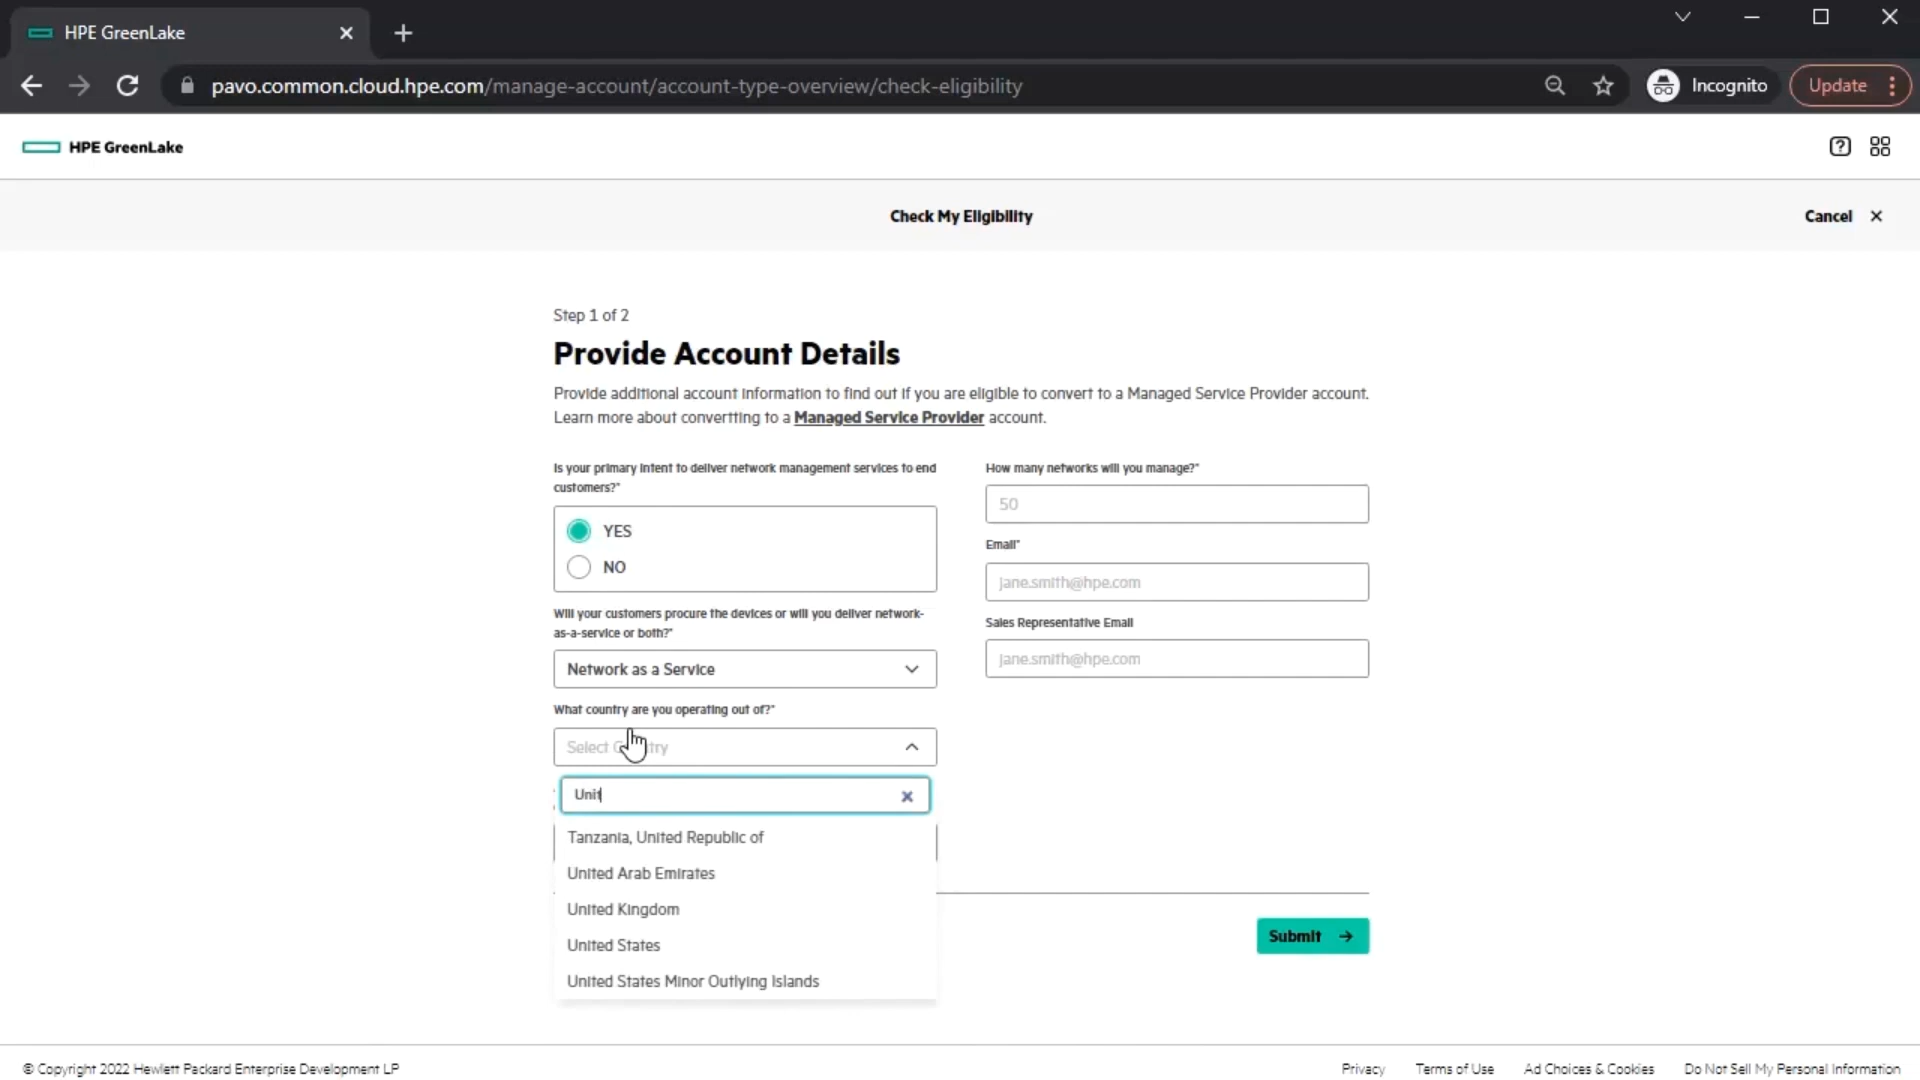 HPE GreenLake
pavo.common.cloud.hpe.com/manage-account/account-type-overview/check-eligibility
Incognito
Update
HPE GreenLake
Check My Eligibility
Cancel
Step 1 of 2
Provide Account Details
Provide additional account information to find out if you are eligible to convert to a Managed Service Provider account.
Learn more about convertting to a Managed Service Provider account.
Is your primary intent to deliver network management services to end
customers?*
YES
NO
Will your customers procure the devices or will you deliver network-
as-a-service or both?*
Network as a Service
What country are you operating out of?*
Select
Unit
Tanzania, United Republic of
United Arab Emirates
United Kingdom
United States
United States Minor Outlying Islands
How many networks will you manage?*
50
Email*
jane.smith@hpe.com
Sales Representative Email
jane.smith@hpe.com
Submit
© Copyright 2022 Hewlett Packard Enterprise Development LP
Privacy
Terms of Use
Ad Choices & Cookies
Do Not Sell My Personal Information